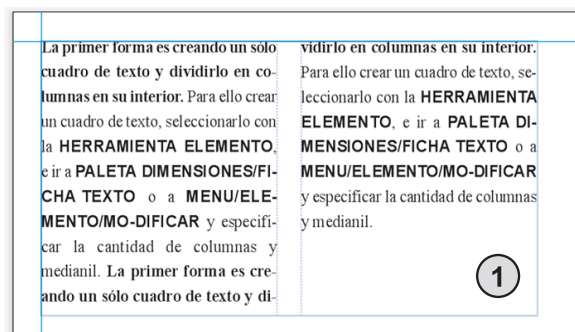 La primer forma es creando un sólo
cuadro de texto y dividirlo en co-
lumnas en su interior. Para ello crear
un cuadro de texto, seleccionarlo con
la HERRAMIENTA ELEMENTO,
e ir a PALETA DIMENSIONES/FI-
CHA TEXTO o a MENU/ELE-
MENTO/MO-DIFICAR y especifi-
car la cantidad de columnas y
medianil. La primer forma es cre-
ando un sólo cuadro de texto y di-
vidirlo en columnas en su interior.
Para ello crear un cuadro de texto, se-
leccionarlo con la HERRAMIENTA
ELEMENTO, e ir a PALETA DI-
MENSIONES/FICHA TEXTO o a
MENU/ELEMENTO/MO-DIFICAR
y especificar la cantidad de columnas
y medianil.
1